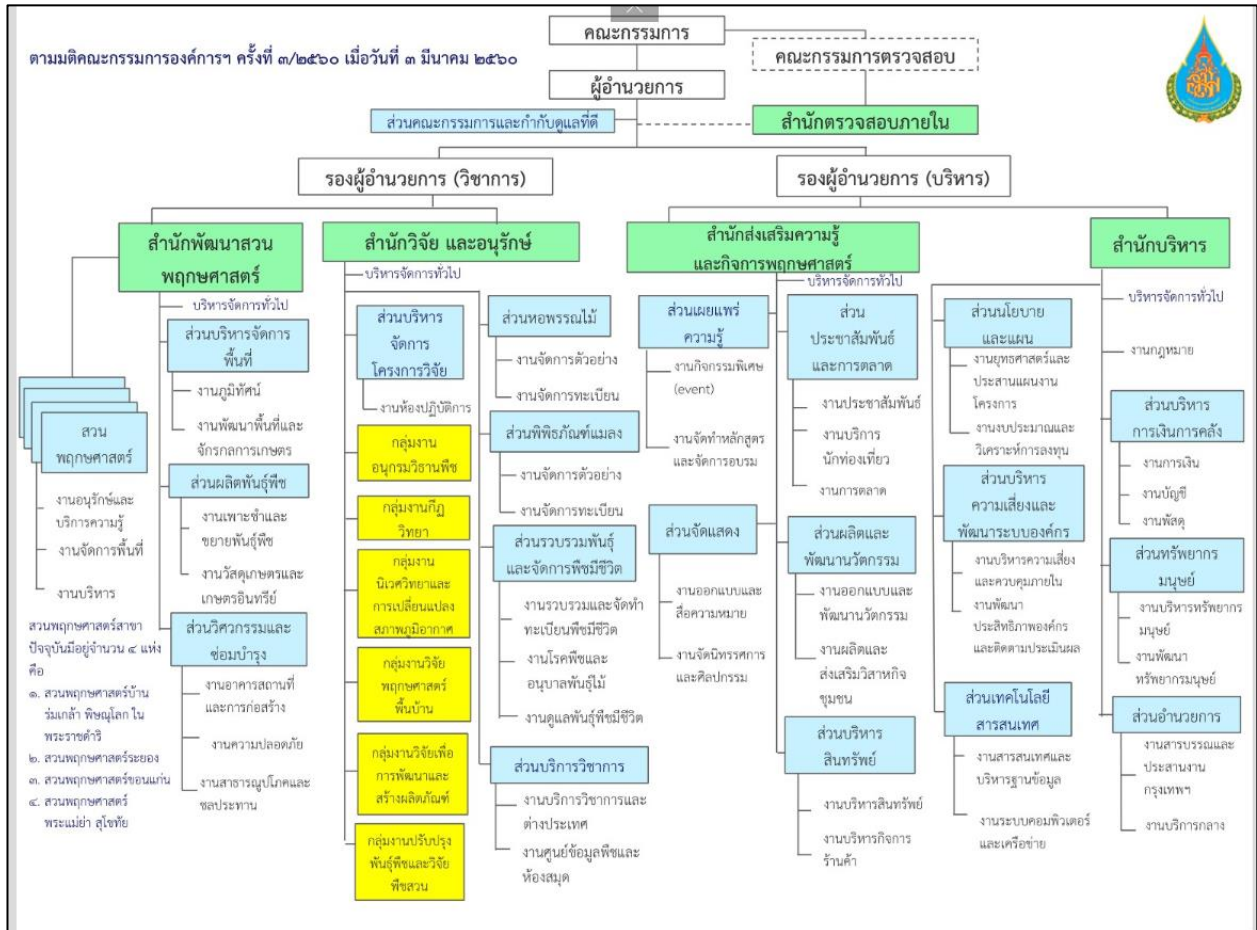 คณะกรรมการ
ตามมติคณะกรรมการองค์การฯ ครั้งที่ ๓/๒๕๖๐ เมื่อวันที่ ๓ มีนาคม ๒๕๖๐
คณะกรรมการตรวจสอบ
ผู้อำนวยการ
ส่วนคณะกรรมการและกำกับดูแลที่ดี
สำนักตรวจสอบภายใน
รองผู้อำนวยการ (วิชาการ)
รองผู้อำนวยการ (บริหาร)
สำนักพัฒนาสวน
พฤกษศาสตร์
บริหารจัดการทั่วไป
ส่วนบริหารจัดการ
พื้นที่
งานภูมิทัศน์
งานพัฒนาพื้นที่และ
จักรกลการเกษตร
ส่วนผลิตพันธุ์พืช
งานเพาะชำและ
ขยายพันธุ์พืช
งานวัสดุเกษตรและ
เกษตรอินทรีย์
ส่วนวิศวกรรมและ
ซ่อมบำรุง
งานอาคารสถานที่
และการก่อสร้าง
งานความปลอดภัย
งานสาธารณูปโภคและ
ชลประทาน
สวน
พฤกษศาสตร์
งานอนุรักษ์และ
บริการความรู้
งานจัดการพื้นที่
งานบริหาร
สวนพฤกษศาสตร์สาขา
ปัจจุบันมีอยู่จำนวน ๔ แห่ง
คือ
๑. สวนพฤกษศาสตร์บ้าน
ร่มเกล้า พิษณุโลก ใน
พระราชดำริ
๒. สวนพฤกษศาสตร์ระยอง
๓. สวนพฤกษศาสตร์ขอนแก่น
๔. สวนพฤกษศาสตร์
พระแม่ย่า สุโขทัย
สำนักวิจัย และอนุรักษ์
บริหารจัดการทั่วไป
ส่วนบริหาร
จัดการ
โครงการวิจัย
งานห้องปฏิบัติการ
กลุ่มงาน
อนุกรมวิธานพืช
กลุ่มงานกีฏ
วิทยา
กลุ่มงาน
นิเวศวิทยาและ
การเปลี่ยนแปลง
สภาพภูมิอากาศ
กลุ่มงานวิจัย
พฤกษศาสตร์
พื้นบ้าน
กลุ่มงานวิจัยเพื่อ
การพัฒนาและ
สร้างผลิตภัณฑ์
กลุ่มงานปรับปรุง
พันธุ์พืชและวิจัย
พืชสวน
ส่วนหอพรรณไม้
งานจัดการตัวอย่าง
งานจัดการทะเบียน
ส่วนพิพิธภัณฑ์แมลง
งานจัดการตัวอย่าง
งานจัดการทะเบียน
ส่วนรวบรวมพันธุ์
และจัดการพืชมีชีวิต
งานรวบรวมและจัดทำ
ทะเบียนพืชมีชีวิต
งานโรคพืชและ
อนุบาลพันธุ์ไม้
งานดูแลพันธุ์พืชมีชีวิต
ส่วนบริการวิชาการ
งานบริการวิชาการและ
ต่างประเทศ
งานศูนย์ข้อมูลพืชและ
ห้องสมุด
สำนักส่งเสริมความรู้
และกิจการพฤกษศาสตร์
บริหารจัดการทั่วไป
ส่วนเผยแพร่
ความรู้
งานกิจกรรมพิเศษ
(event)
งานจัดทำหลักสูตร
และจัดการอบรม
ส่วนจัดแสดง
งานออกแบบและ
สื่อความหมาย
งานจัดนิทรรศการ
และศิลปกรรม
ส่วน
ประชาสัมพันธ์
และการตลาด
งานประชาสัมพันธ์
งานบริการ
นักท่องเที่ยว
งานการตลาด
ส่วนผลิตและ
พัฒนานวัตกรรม
งานออกแบบและ
พัฒนานวัตกรรม
งานผลิตและ
ส่งเสริมวิสาหกิจ
ชุมชน
ส่วนบริหาร
สินทรัพย์
งานบริหารสินทรัพย์
งานบริหารกิจการ
ร้านค้า
สำนักบริหาร
ส่วนนโยบาย
และแผน
งานยุทธศาสตร์และ
ประสานแผนงาน
โครงการ
งานงบประมาณและ
วิเคราะห์การลงทุน
ส่วนบริหาร
ความเสี่ยงและ
พัฒนาระบบองค์กร
งานบริหารความเสี่ยง
และควบคุมภายใน
งานพัฒนา
ประสิทธิภาพองค์กร
และติดตามประเมินผล
ส่วนเทคโนโลยี
สารสนเทศ
งานสารสนเทศและ
บริหารฐานข้อมูล
งานระบบคอมพิวเตอร์
และเครือข่าย
บริหารจัดการทั่วไป
งานกฎหมาย
ส่วนบริหาร
การเงินการคลัง
งานการเงิน
งานบัญชี
งานพัสดุ
ส่วนทรัพยากร
มนุษย์
งานบริหารทรัพยากร
มนุษย์
งานพัฒนา
ทรัพยากรมนุษย์
ส่วนอำนวยการ
งานสารบรรณและ
ประสานงาน
กรุงเทพฯ
งานบริการกลาง